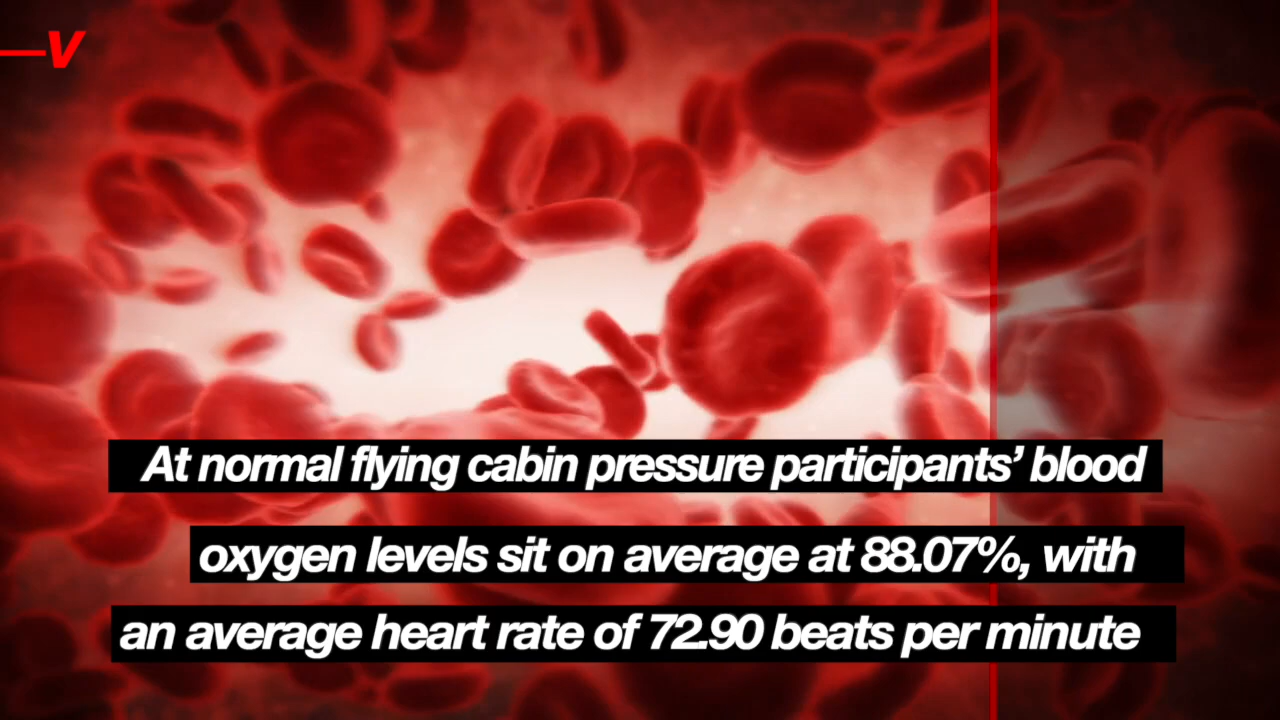 V
At normal flying cabin pressure participants’ blood
oxygen levels sit on average at 88.07%, with
an average heart rate of 72.90 beats per minute